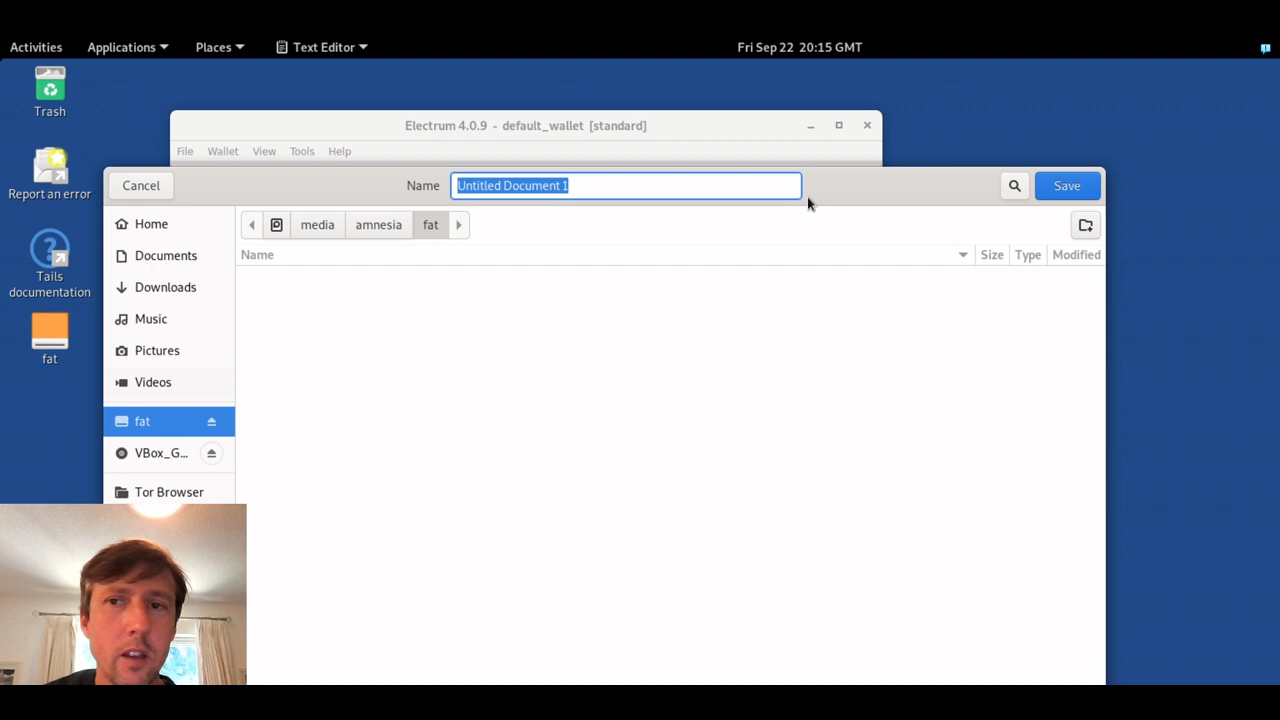 Activities Applications Places Text Editor Fri Sep 22 20:15 GMT
Trash
Report an error
Tails
documentation
fat
Electrum 4.0.9 - default_wallet [standard]
File Wallet View Tools Help
Cancel Name Untitled Document 1 Save
media amnesia fat
Name Size Type Modified
Home
Documents
Downloads
Music
Pictures
Videos
fat
VBox_G...
Tor Browser